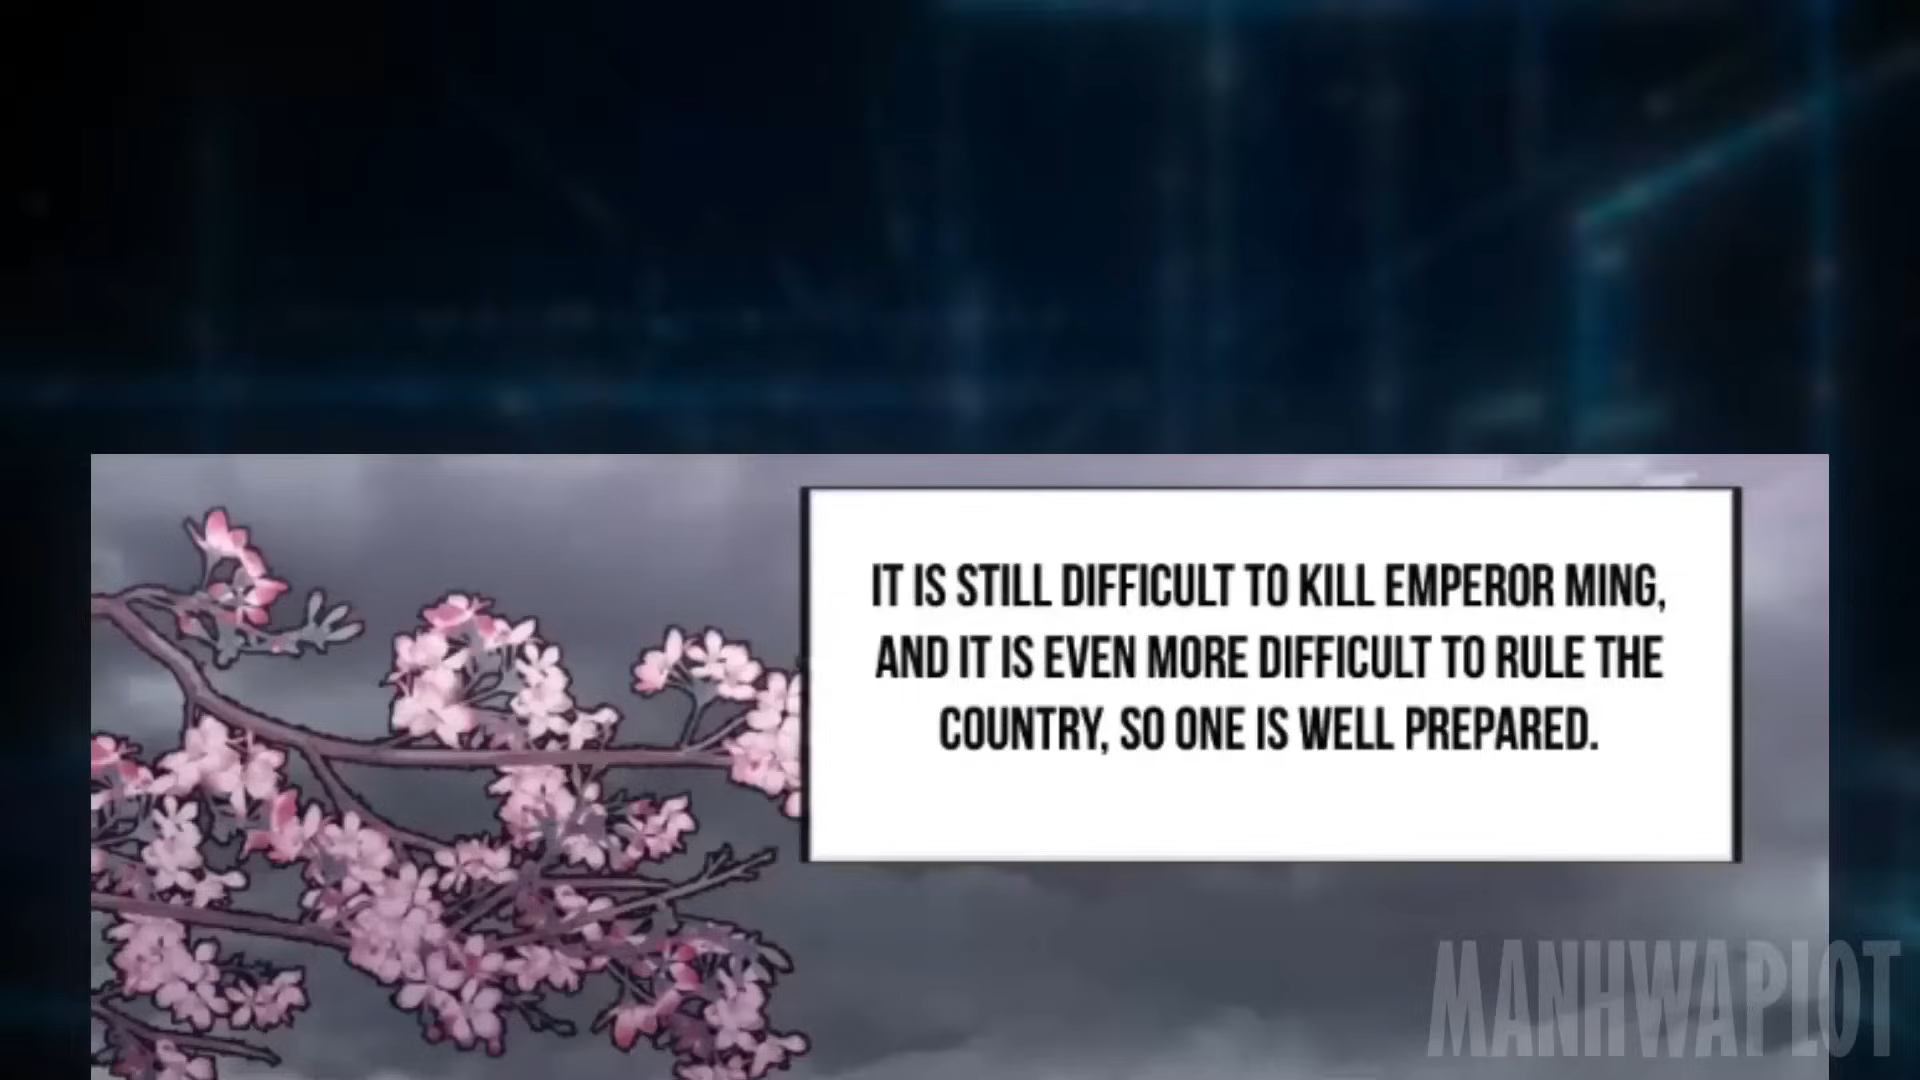 IT IS STILL DIFFICULT TO KILL EMPEROR MING,
AND IT IS EVEN MORE DIFFICULT TO RULE THE
COUNTRY, SO ONE IS WELL PREPARED.
MANHWAPLOT